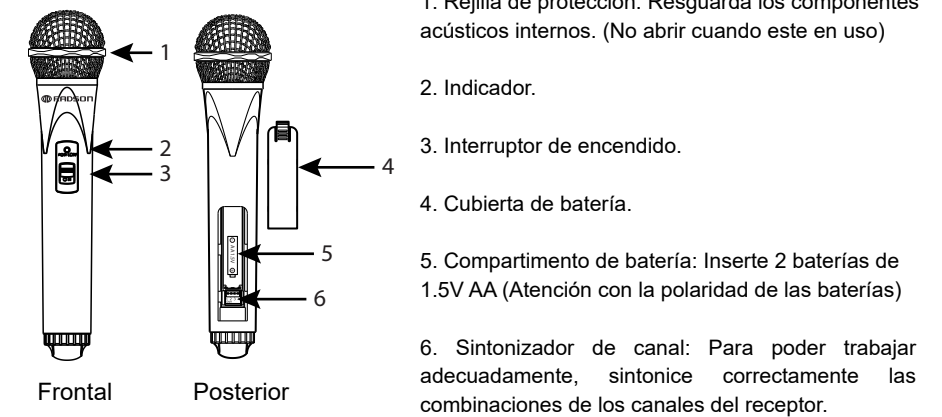 1. Rejilla de protección: Resguarda los componentes
acústicos internos. (No abrir cuando este en uso)
2. Indicador.
3. Interruptor de encendido.
4. Cubierta de batería.
5. Compartimento de batería: Inserte 2 baterías de
1.5V AA (Atención con la polaridad de las baterías)
6. Sintonizador de canal: Para poder trabajar
adecuadamente, sintonice correctamente las
combinaciones de los canales del receptor.
1
RADSON
2
3
4
AA1.5V
5
6
Frontal
Posterior